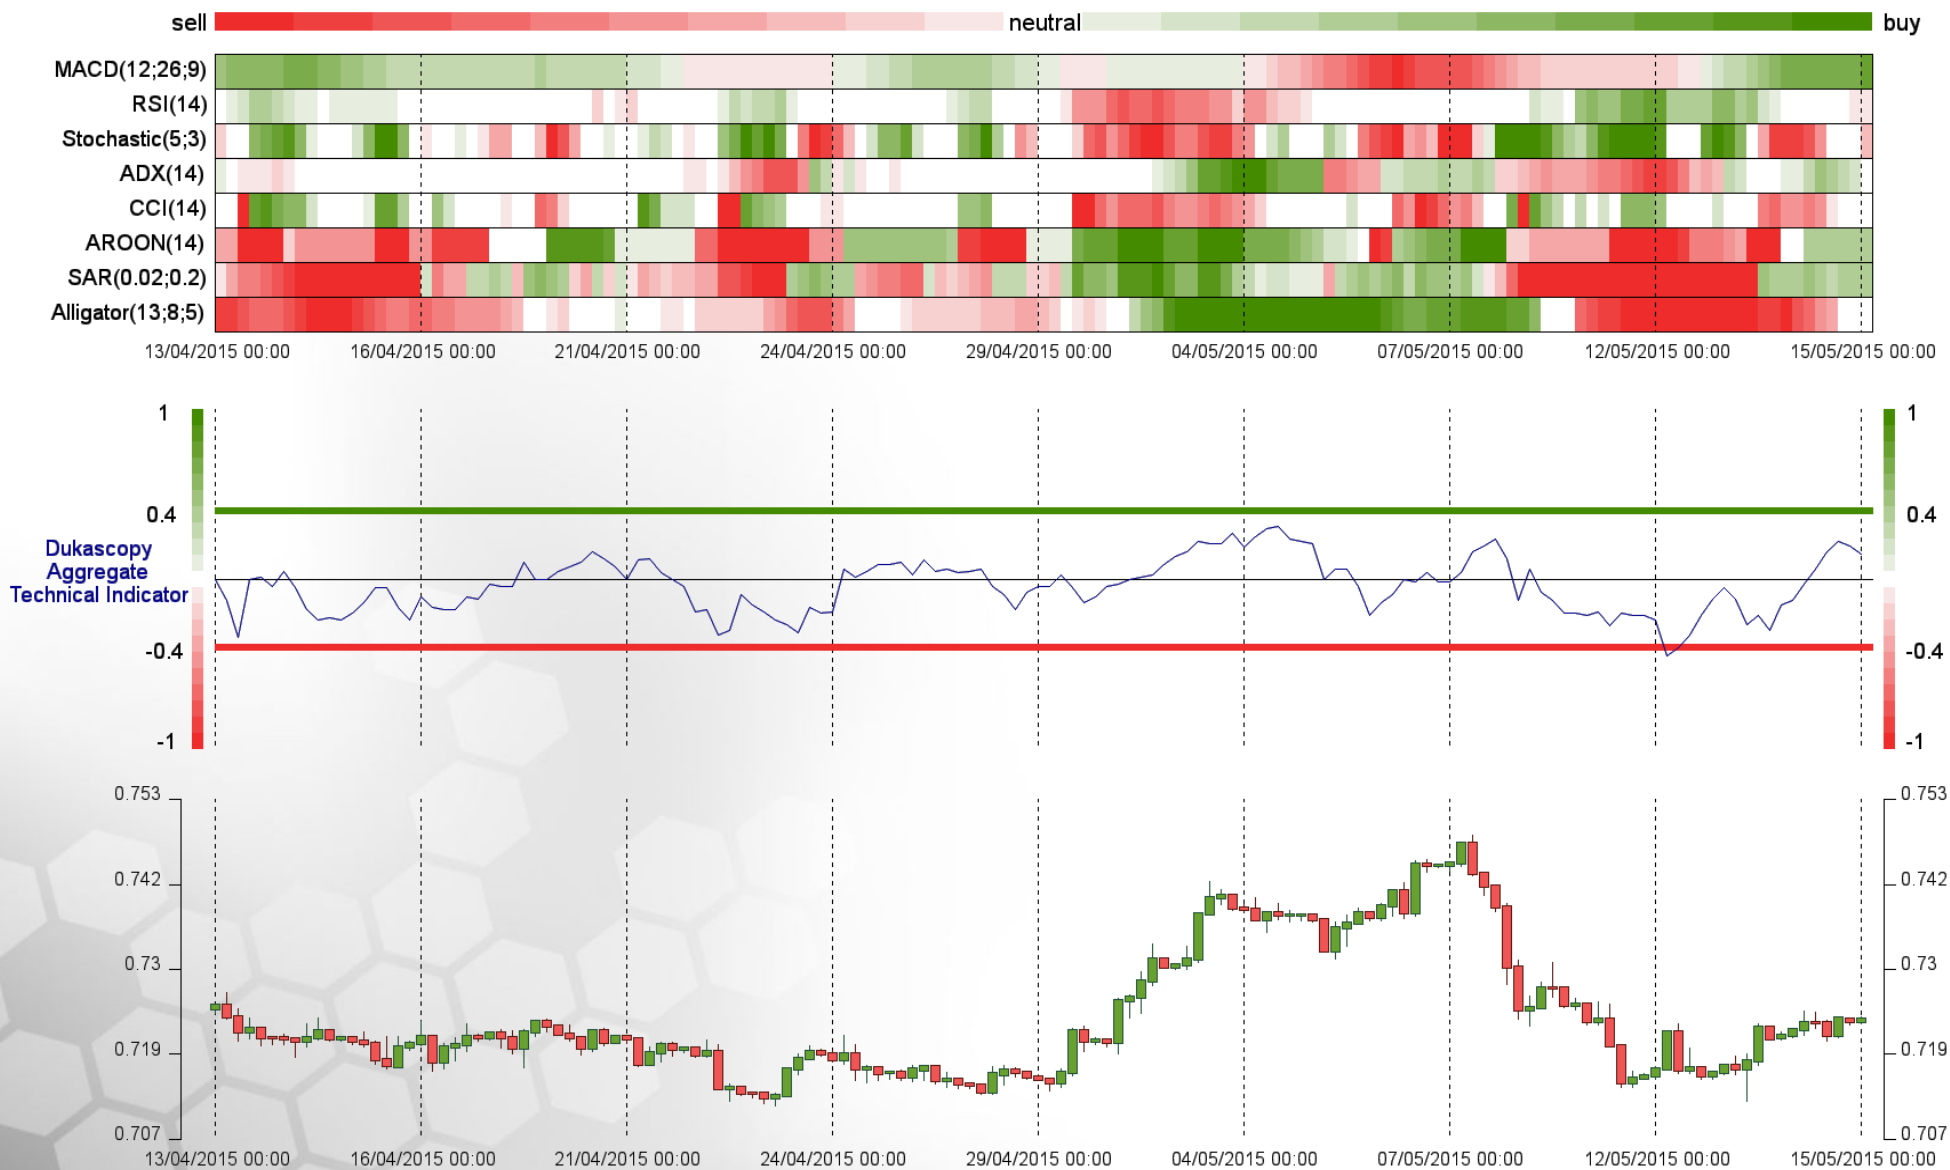 sell neutral buy
MACD(12;26;9)
RSI(14)
Stochastic(5;3)
ADX(14)
CCI(14)
AROON(14)
SAR(0.02;0.2)
Alligator(13;8;5)
13/04/2015 00:00 16/04/2015 00:00 21/04/2015 00:00 24/04/2015 00:00 29/04/2015 00:00 04/05/2015 00:00 07/05/2015 00:00 12/05/2015 00:00 15/05/2015 00:00
1 1
0.4 0.4
Dukascopy
Aggregate
Technical Indicator
-0.4 -0.4
-1 -1
0.753 0.753
0.742 0.742
0.73 0.73
0.719 0.719
0.707 0.707
13/04/2015 00:00 16/04/2015 00:00 21/04/2015 00:00 24/04/2015 00:00 29/04/2015 00:00 04/05/2015 00:00 07/05/2015 00:00 12/05/2015 00:00 15/05/2015 00:00